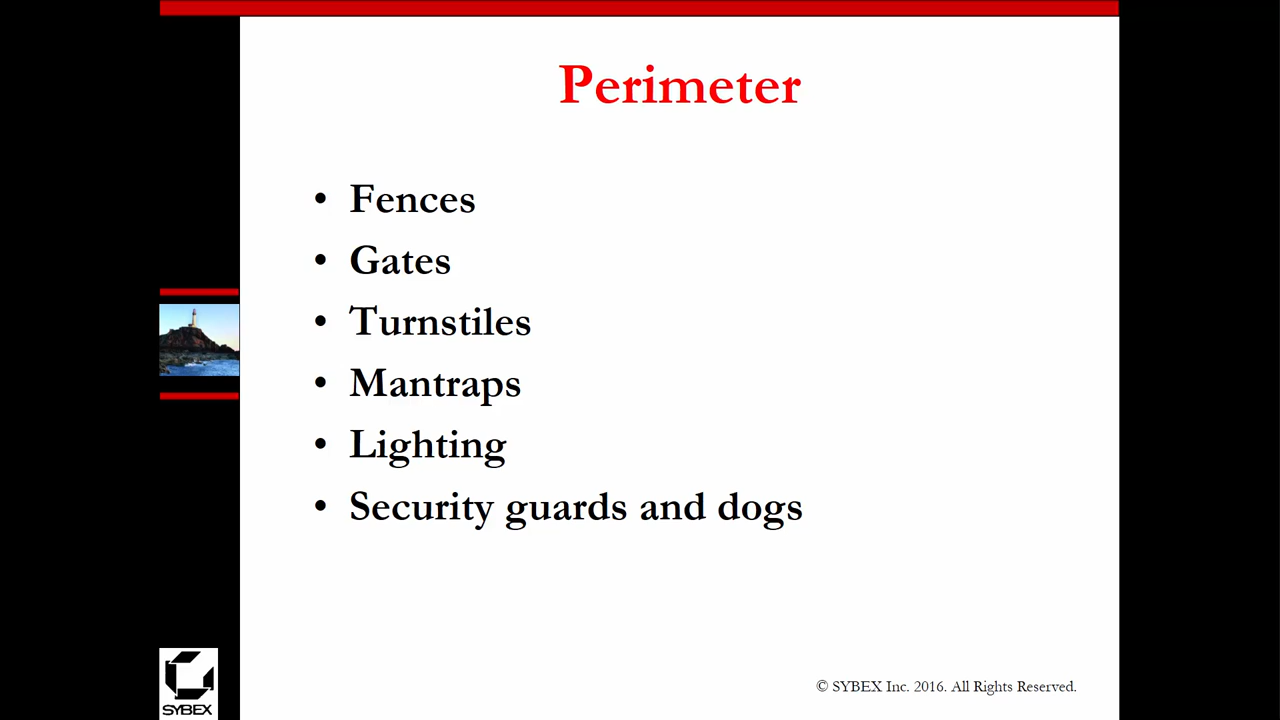 Perimeter
• Fences
• Gates
• Turnstiles
• Mantraps
• Lighting
• Security guards and dogs
© SYBEX Inc. 2016. All Rights Reserved.
SYBEX